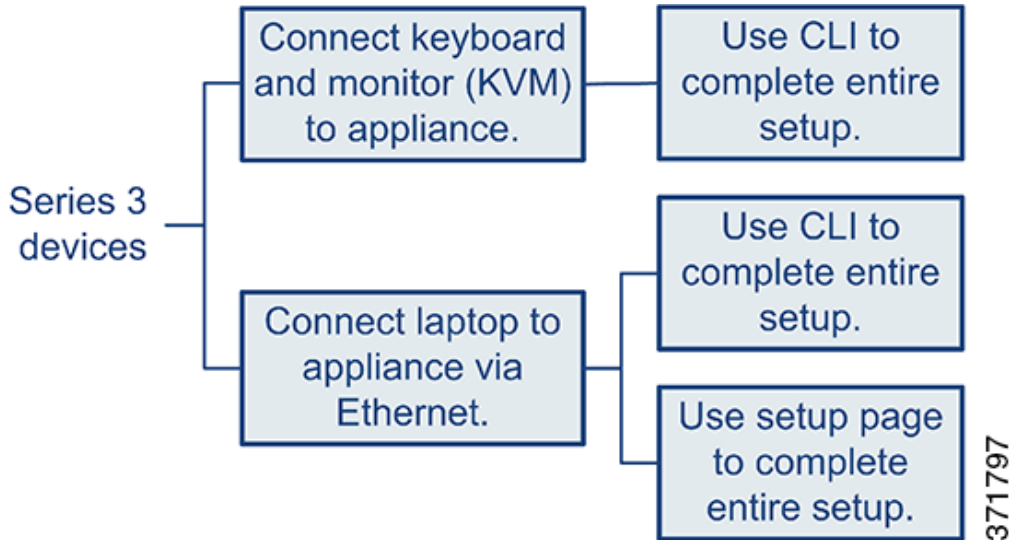 Series 3
devices
Connect keyboard
and monitor (KVM)
to appliance.
Use CLI to
complete entire
setup.
Connect laptop to
appliance via
Ethernet.
Use CLI to
complete entire
setup.
Use setup page
to complete
entire setup.
371797